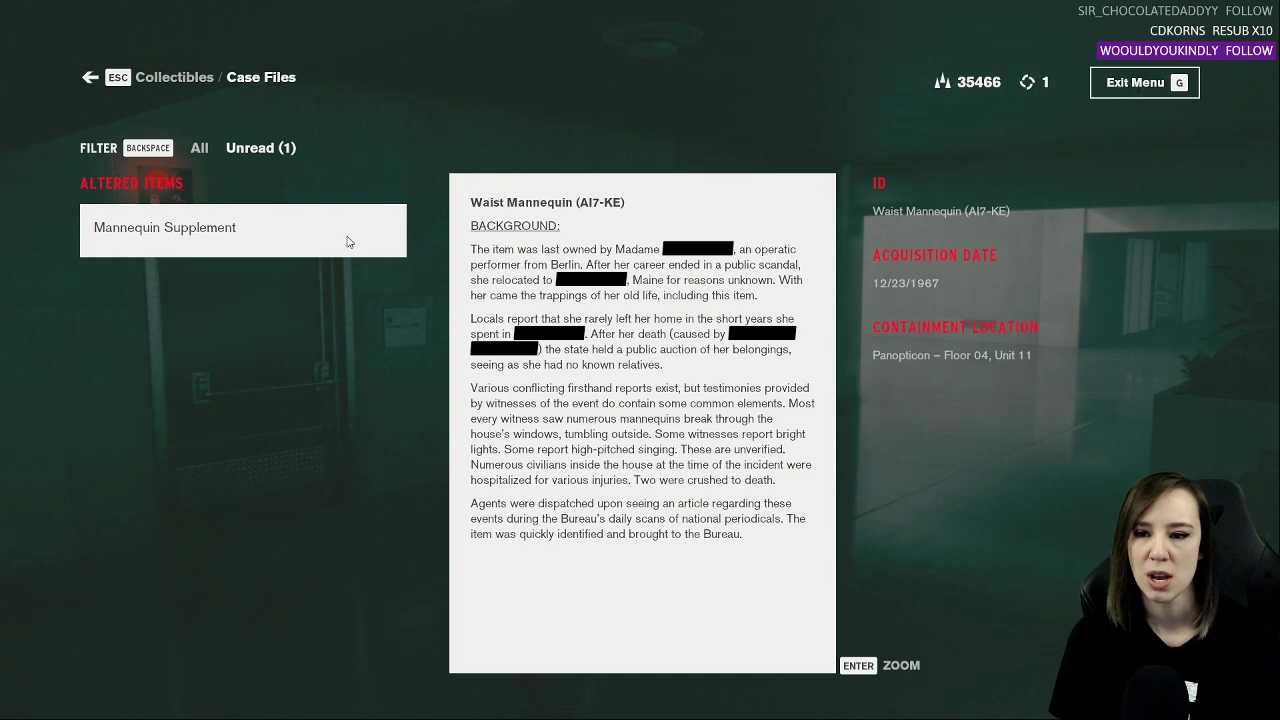 SIR_CHOCOLATEDADDYY FOLLOW
CDKORNS RESUB X10
WOOULDYOUKINDLY FOLLOW
ESC Collectibles / Case Files
35466 1 Exit Menu G
FILTER BACKSPACE All Unread (1)
ALTERED ITEMS
Mannequin Supplement
Waist Mannequin (AI7-KE)
BACKGROUND:
The item was last owned by Madame , an operatic
performer from Berlin. After her career ended in a public scandal,
she relocated to , Maine for reasons unknown. With
her came the trappings of her old life, including this item.
Locals report that she rarely left her home in the short years she
spent in . After her death (caused by
) the state held a public auction of her belongings,
seeing as she had no known relatives.
Various conflicting firsthand reports exist, but testimonies provided
by witnesses of the event do contain some common elements. Most
every witness saw numerous mannequins break through the
house's windows, tumbling outside. Some witnesses report bright
lights. Some report high-pitched singing. These are unverified.
Numerous civilians inside the house at the time of the incident were
hospitalized for various injuries. Two were crushed to death.
Agents were dispatched upon seeing an article regarding these
events during the Bureau's daily scans of national periodicals. The
item was quickly identified and brought to the Bureau.
ID
Waist Mannequin (AI7-KE)
ACQUISITION DATE
12/23/1967
CONTAINMENT LOCATION
Panopticon – Floor 04, Unit 11
ENTER ZOOM